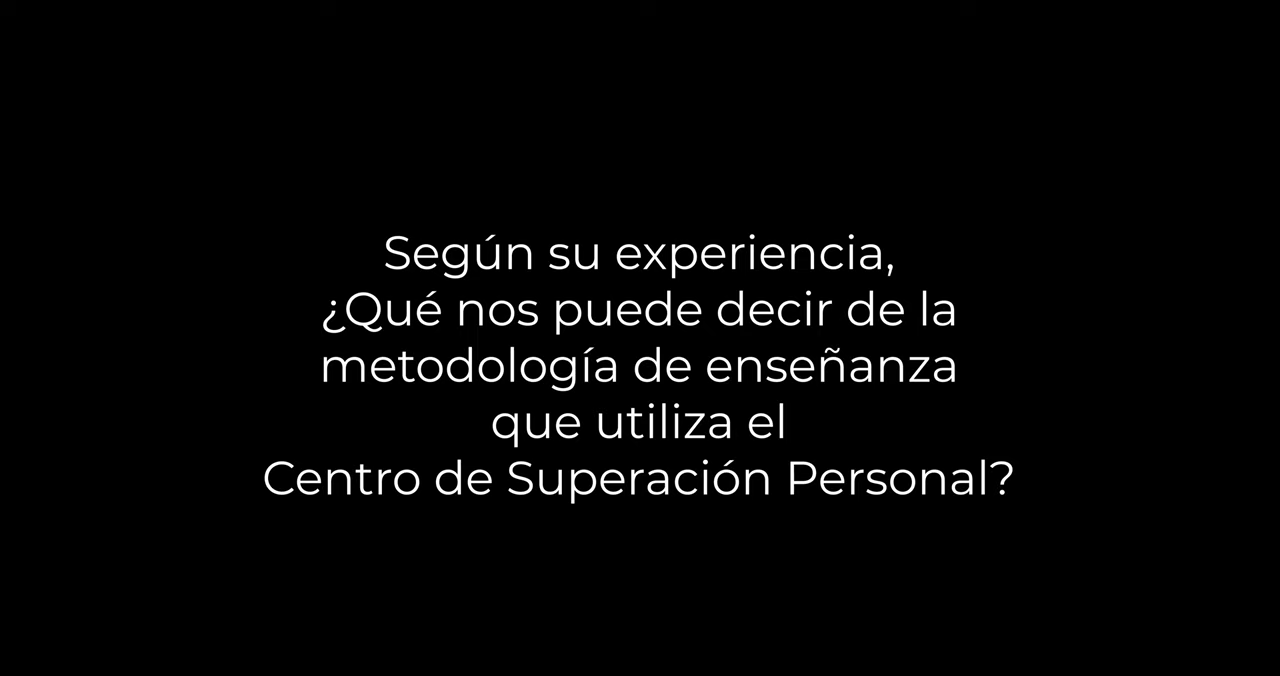 Según su experiencia,
¿Qué nos puede decir de la
metodología de enseñanza
que utiliza el
Centro de Superación Personal?